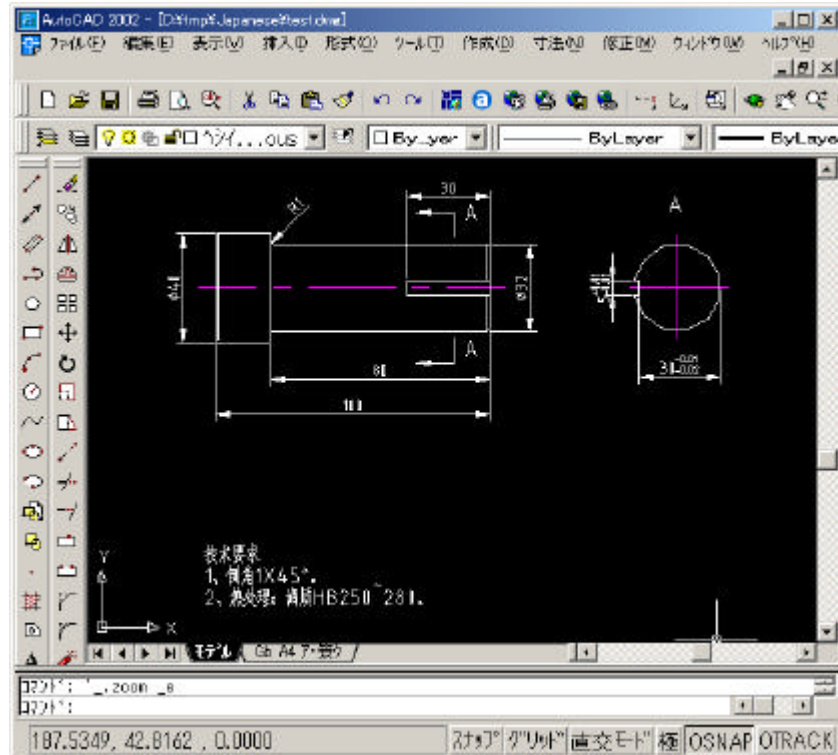 AutoCAD 2002 - [D:¥tmp¥Japanese¥test.dwg]
ファイル(F) 編集(E) 表示(V) 挿入(I) 形式(O) ツール(T) 作成(D) 寸法(N) 修正(M) ウィンドウ(W) ヘルプ(H)
ByLayer ByLayer
30
A A
φ40 φ32
A
80
100
技术要求
1、倒角1X45°.
2、热处理: 调质HB250~280.
Y
X
モデル Gb A4
コマンド: '_.zoom _e
コマンド:
187.5349, 42.8162 , 0.0000 スナップ グリッド 直交モード 極 OSNAP OTRACK